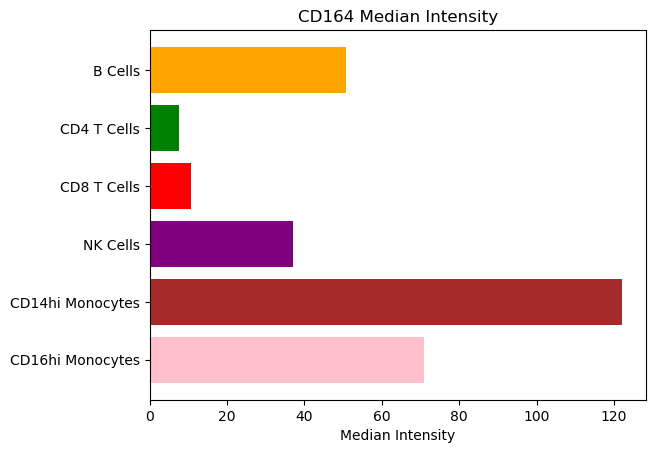 CD164 Median Intensity
B Cells
CD4 T Cells
CD8 T Cells
NK Cells
CD14hi Monocytes
CD16hi Monocytes
0 20 40 60 80 100 120
Median Intensity